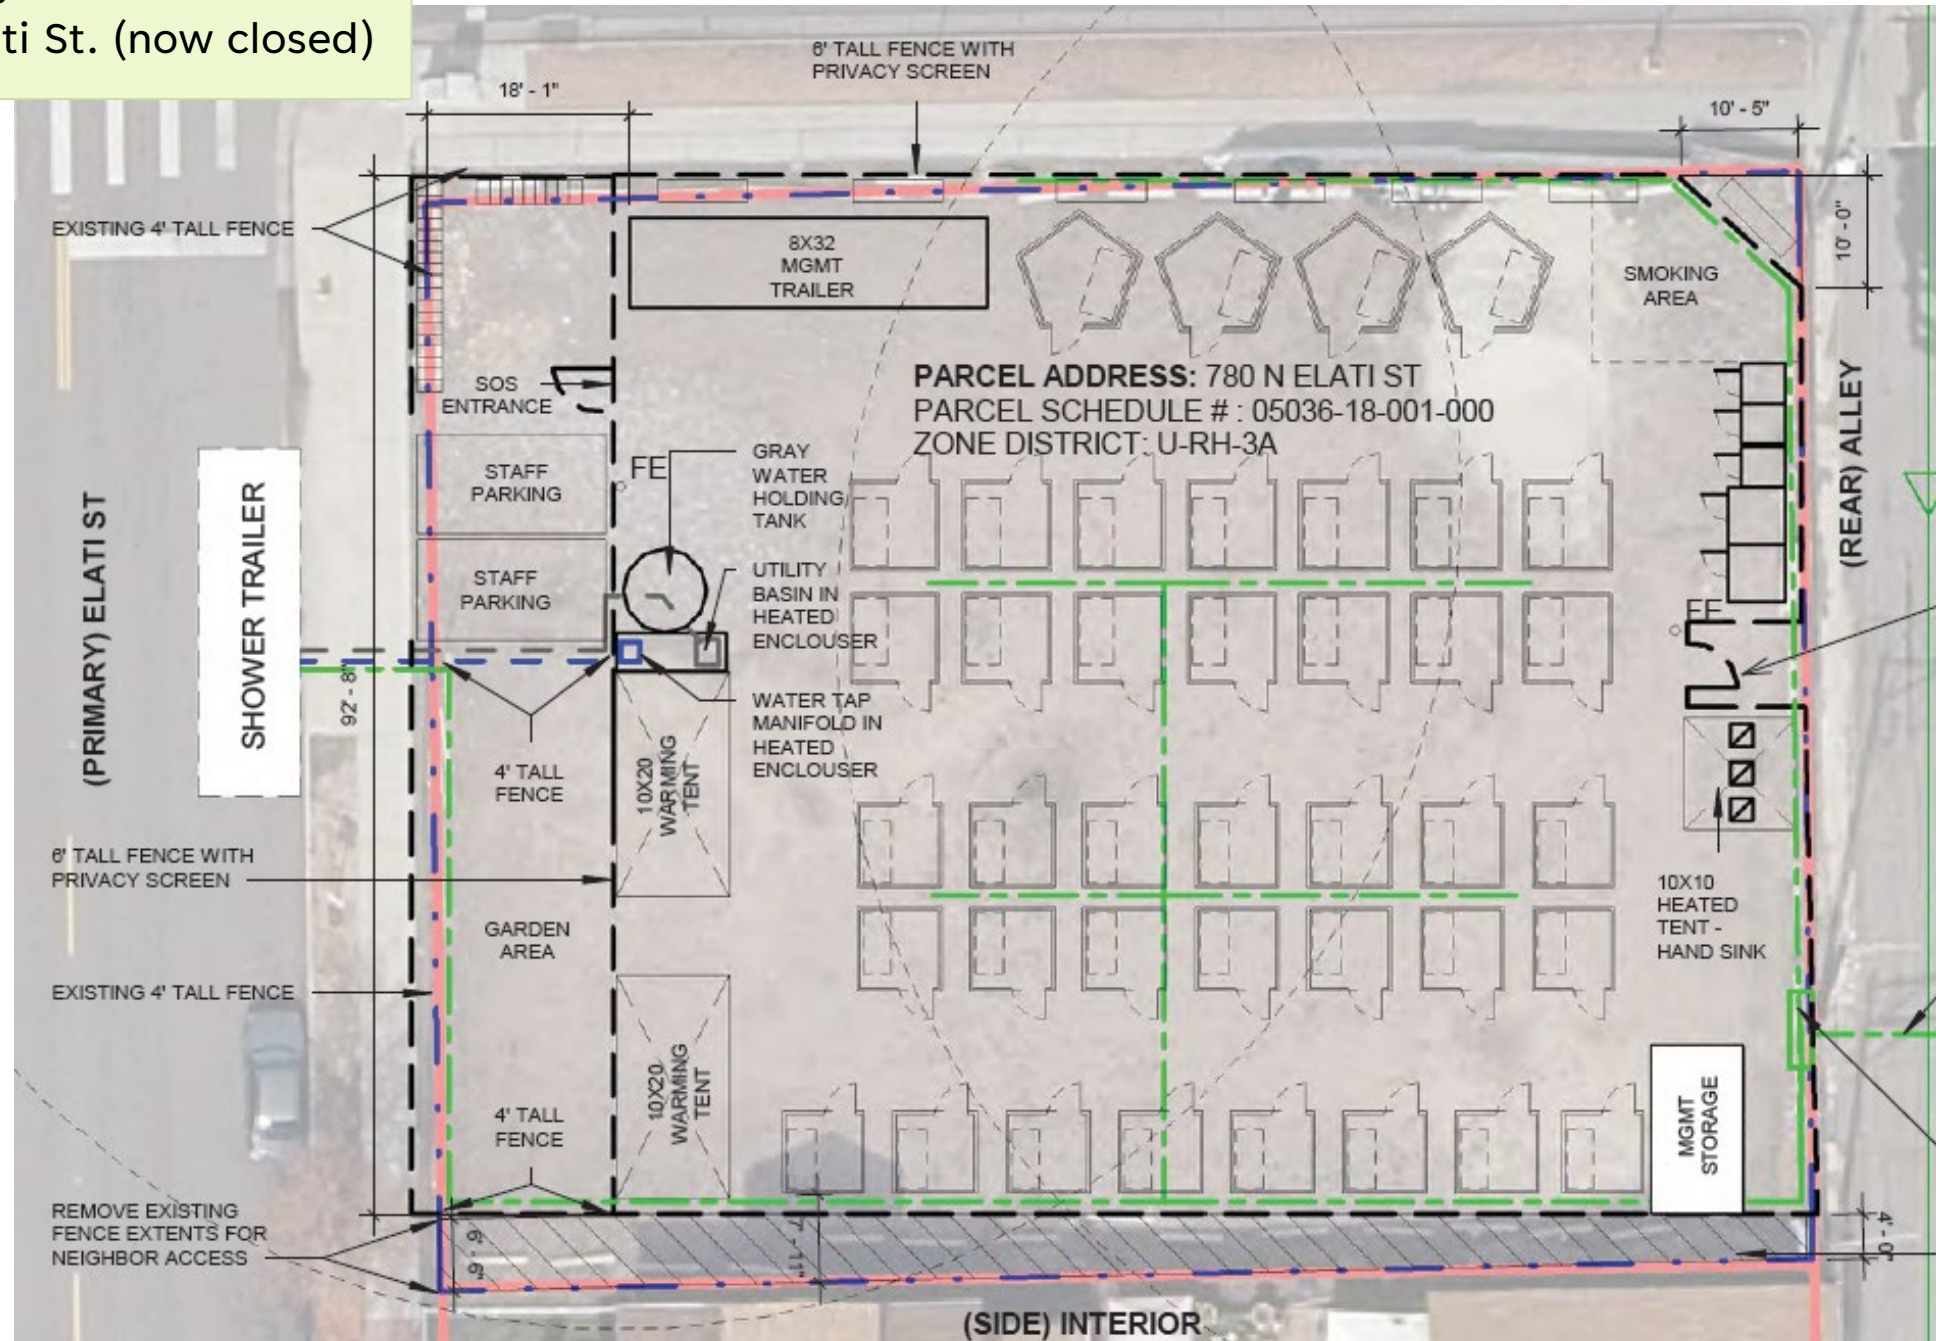 ti St. (now closed)
6' TALL FENCE WITH
PRIVACY SCREEN
18' - 1"
10' - 5"
EXISTING 4' TALL FENCE
8X32
MGMT
TRAILER
10' - 0"
SMOKING
AREA
SOS
ENTRANCE
PARCEL ADDRESS: 780 N ELATI ST
PARCEL SCHEDULE # : 05036-18-001-000
ZONE DISTRICT: U-RH-3A
(REAR) ALLEY
STAFF
PARKING
FE
GRAY
WATER
HOLDING
TANK
(PRIMARY) ELATI ST
SHOWER TRAILER
STAFF
PARKING
UTILITY
BASIN IN
HEATED
ENCLOUSER
FE
92' - 8"
WATER TAP
MANIFOLD IN
HEATED
ENCLOUSER
4' TALL
FENCE
10X20
WARMING
TENT
6' TALL FENCE WITH
PRIVACY SCREEN
10X10
HEATED
TENT -
HAND SINK
GARDEN
AREA
EXISTING 4' TALL FENCE
10X20
WARMING
TENT
MGMT
STORAGE
4' TALL
FENCE
REMOVE EXISTING
FENCE EXTENTS FOR
NEIGHBOR ACCESS
6' - 6"
7' - 11"
4' - 0"
(SIDE) INTERIOR